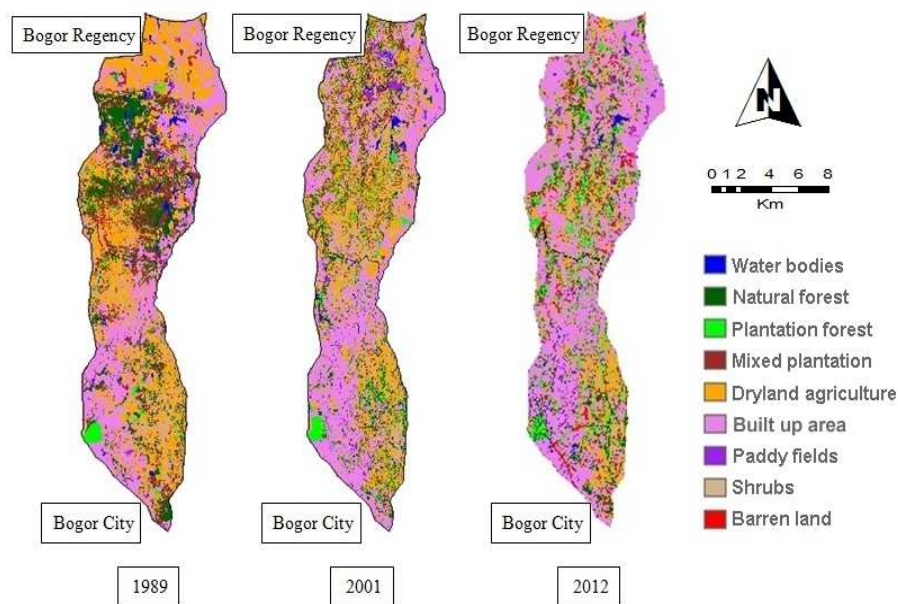 Bogor Regency
Bogor Regency
Bogor Regency
N
0 1 2 4 6 8
Km
Water bodies
Natural forest
Plantation forest
Mixed plantation
Dryland agriculture
Built up area
Paddy fields
Shrubs
Barren land
Bogor City
Bogor City
Bogor City
1989
2001
2012